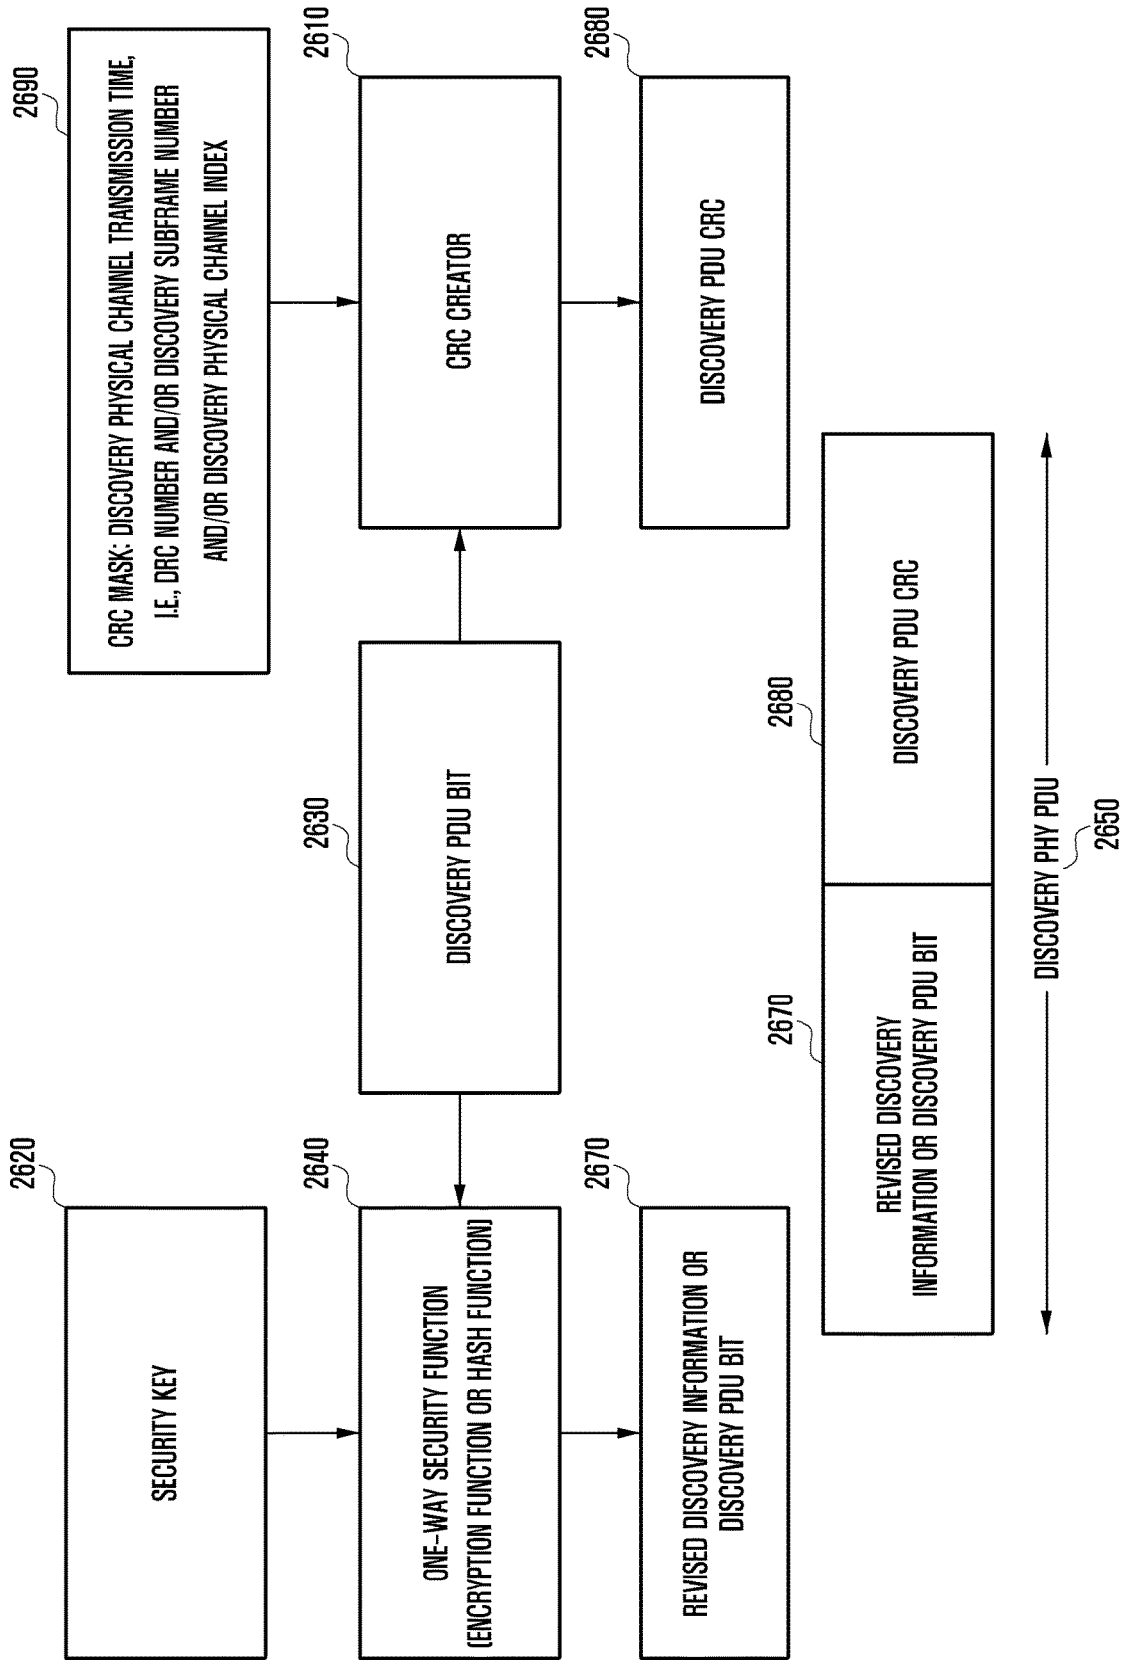 2620
SECURITY KEY
2690
CRC MASK: DISCOVERY PHYSICAL CHANNEL TRANSMISSION TIME,
I.E., DRC NUMBER AND/OR DISCOVERY SUBFRAME NUMBER
AND/OR DISCOVERY PHYSICAL CHANNEL INDEX
2640
ONE-WAY SECURITY FUNCTION
(ENCRYPTION FUNCTION OR HASH FUNCTION)
2630
DISCOVERY PDU BIT
2610
CRC CREATOR
2670
REVISED DISCOVERY INFORMATION OR
DISCOVERY PDU BIT
2680
DISCOVERY PDU CRC
2670
REVISED DISCOVERY
INFORMATION OR DISCOVERY PDU BIT
2680
DISCOVERY PDU CRC
DISCOVERY PHY PDU
2650